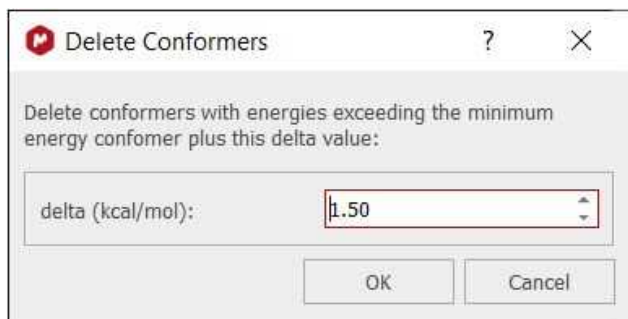 Delete Conformers ?
Delete conformers with energies exceeding the minimum
energy confomer plus this delta value:
delta (kcal/mol): 1.50
OK Cancel